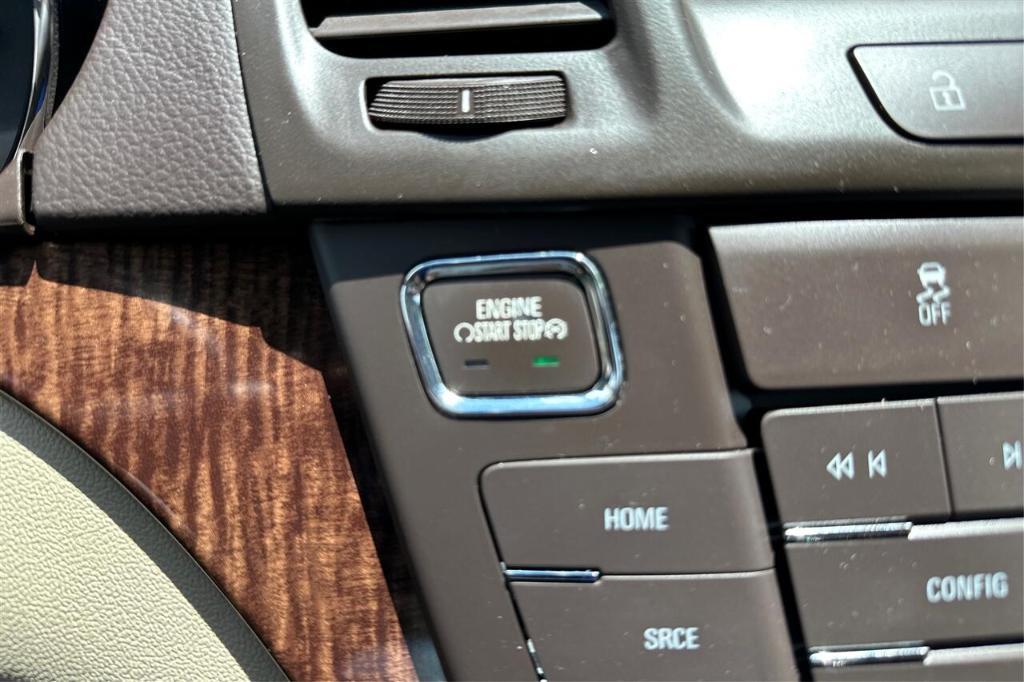 ENGINE
START STOP
OFF
HOME
CONFIG
SRCE